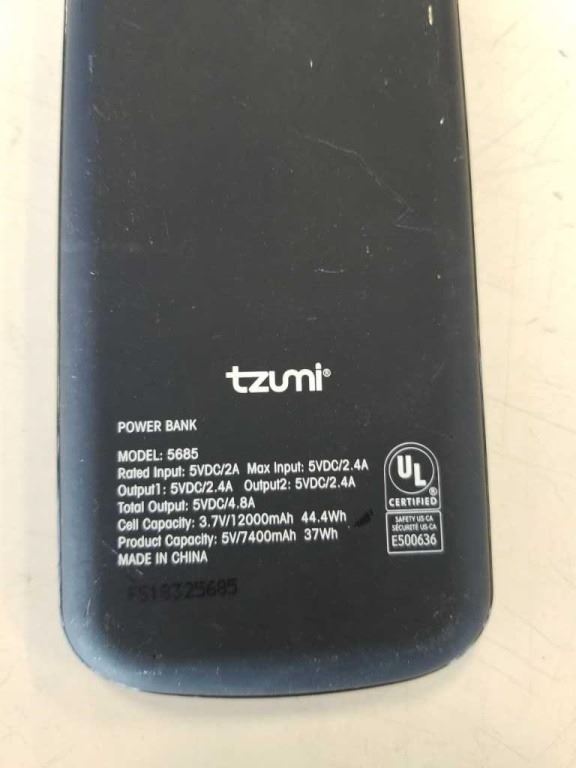 tzumi®
POWER BANK
MODEL: 5685
Rated Input: 5VDC/2A Max Input: 5VDC/2.4A
Output1: 5VDC/2.4A Output2: 5VDC/2.4A
Total Output: 5VDC/4.8A
Cell Capacity: 3.7V/12000mAh 44.4Wh
Product Capacity: 5V/7400mAh 37Wh
MADE IN CHINA
UL
®
CERTIFIED
SAFETY US-CA
SÉCURITÉ US-CA
E500636
FS18325685